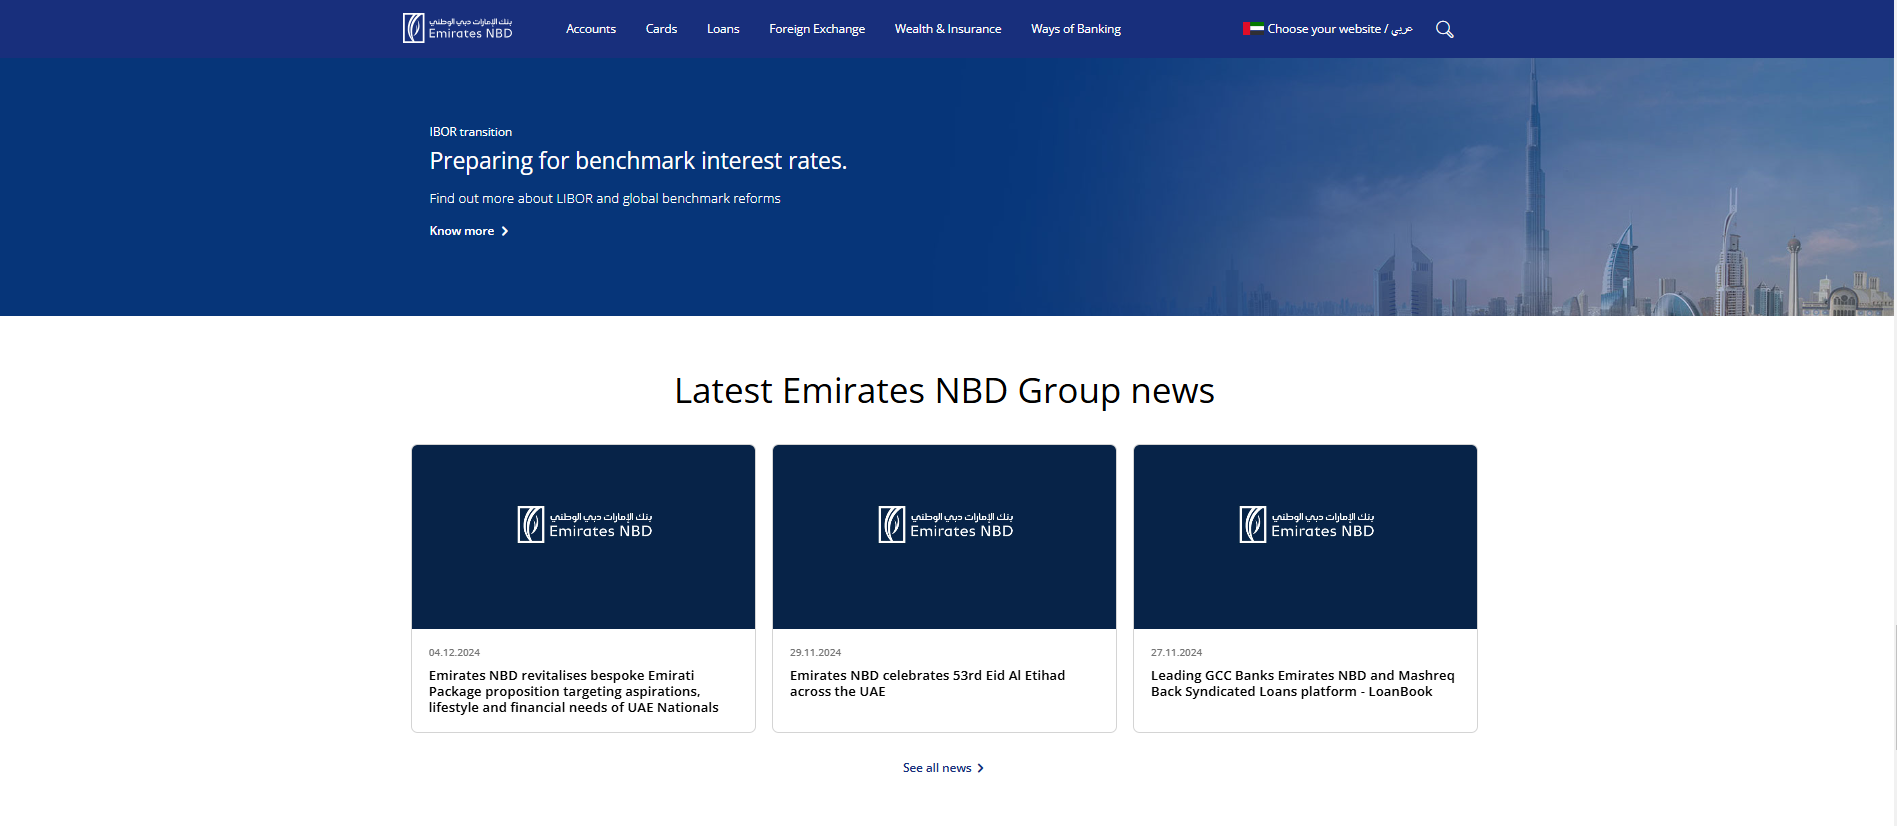 بنك الإمارات دبي الوطني
Emirates NBD
Accounts
Cards
Loans
Foreign Exchange
Wealth & Insurance
Ways of Banking
Choose your website / عربي
IBOR transition
Preparing for benchmark interest rates.
Find out more about LIBOR and global benchmark reforms
Know more
Latest Emirates NBD Group news
بنك الإمارات دبي الوطني
Emirates NBD
04.12.2024
Emirates NBD revitalises bespoke Emirati
Package proposition targeting aspirations,
lifestyle and financial needs of UAE Nationals
بنك الإمارات دبي الوطني
Emirates NBD
29.11.2024
Emirates NBD celebrates 53rd Eid Al Etihad
across the UAE
بنك الإمارات دبي الوطني
Emirates NBD
27.11.2024
Leading GCC Banks Emirates NBD and Mashreq
Back Syndicated Loans platform - LoanBook
See all news